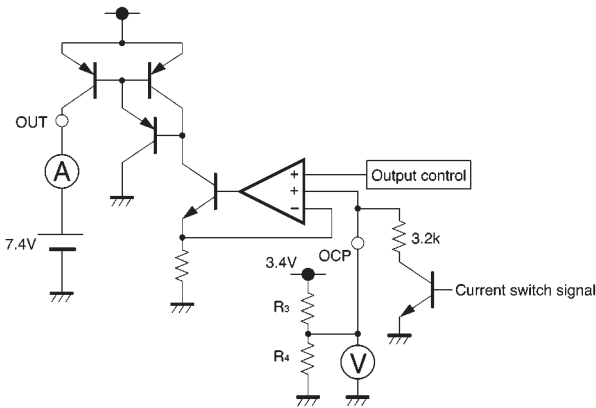 OUT
A
7.4V
+
+
−
Output control
3.2k
OCP
3.4V
Current switch signal
R3
R4
V